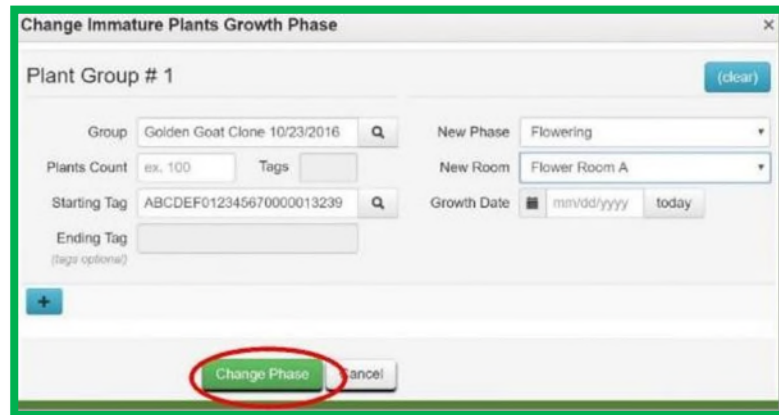 Change Immature Plants Growth Phase ×
Plant Group # 1 (clear)
Group Golden Goat Clone 10/23/2016 New Phase Flowering
Plants Count ex. 100 Tags New Room Flower Room A
Starting Tag ABCDEF012345670000013239 Growth Date mm/dd/yyyy today
Ending Tag
(tags optional)
+
Change Phase Cancel